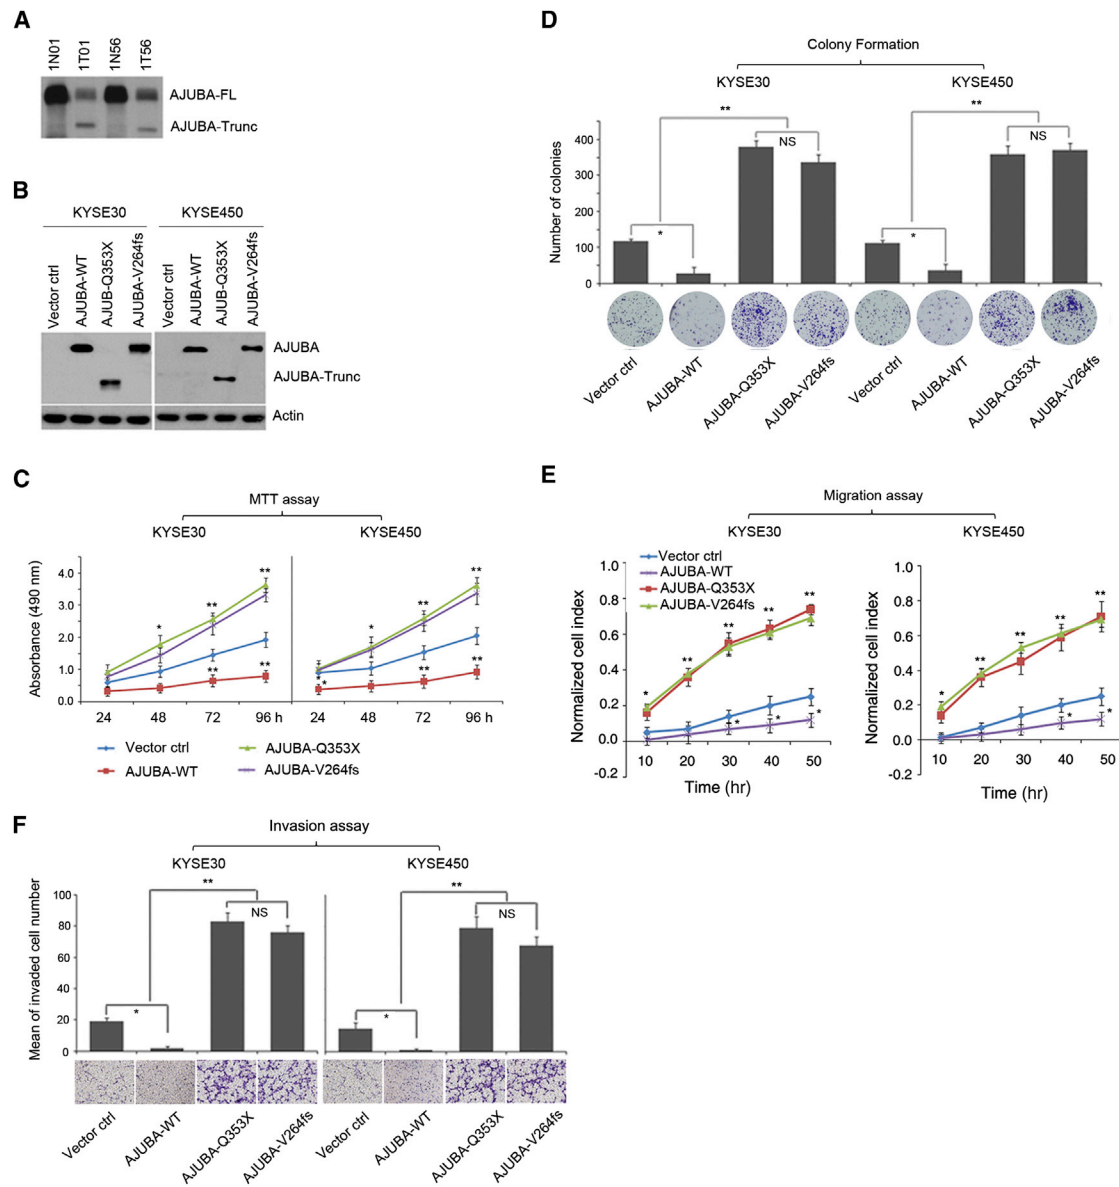 A
1N01
1T01
1N56
1T56
AJUBA-FL
AJUBA-Trunc
B
KYSE30
KYSE450
Vector ctrl
AJUBA-WT
AJUB-Q353X
AJUBA-V264fs
Vector ctrl
AJUBA-WT
AJUB-Q353X
AJUBA-V264fs
AJUBA
AJUBA-Trunc
Actin
C
MTT assay
KYSE30
KYSE450
Absorbance (490 nm)
4.0
3.0
2.0
1.0
0.0
*
**
**
**
**
*
**
**
*
*
**
**
24
48
72
96 h
24
48
72
96 h
Vector ctrl
AJUBA-Q353X
AJUBA-WT
AJUBA-V264fs
D
Colony Formation
KYSE30
KYSE450
**
**
NS
NS
*
*
Number of colonies
400
300
200
100
0
Vector ctrl
AJUBA-WT
AJUBA-Q353X
AJUBA-V264fs
Vector ctrl
AJUBA-WT
AJUBA-Q353X
AJUBA-V264fs
E
Migration assay
KYSE30
KYSE450
Vector ctrl
AJUBA-WT
AJUBA-Q353X
AJUBA-V264fs
Normalized cell index
1.0
0.8
0.6
0.4
0.2
0.0
-0.2
*
**
**
**
**
*
*
*
10
20
30
40
50
Time (hr)
Normalized cell index
1.0
0.8
0.6
0.4
0.2
0.0
-0.2
*
**
**
**
**
*
*
10
20
30
40
50
Time (hr)
F
Invasion assay
KYSE30
KYSE450
**
**
NS
NS
*
*
Mean of invaded cell number
100
80
60
40
20
0
Vector ctrl
AJUBA-WT
AJUBA-Q353X
AJUBA-V264fs
Vector ctrl
AJUBA-WT
AJUBA-Q353X
AJUBA-V264fs